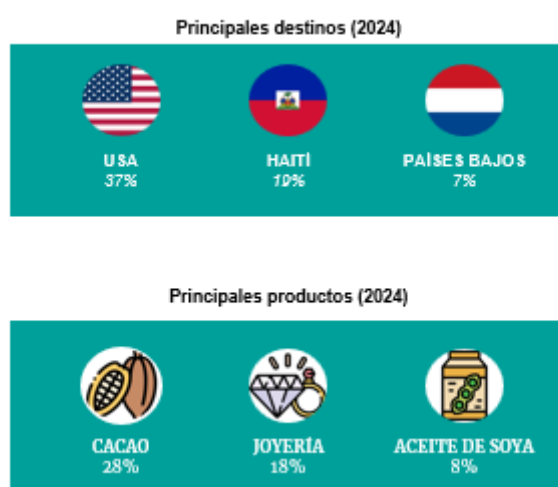 Principales destinos (2024)
USA HAITÍ PAÍSES BAJOS
37% 19% 7%
Principales productos (2024)
CACAO JOYERÍA ACEITE DE SOYA
28% 18% 8%